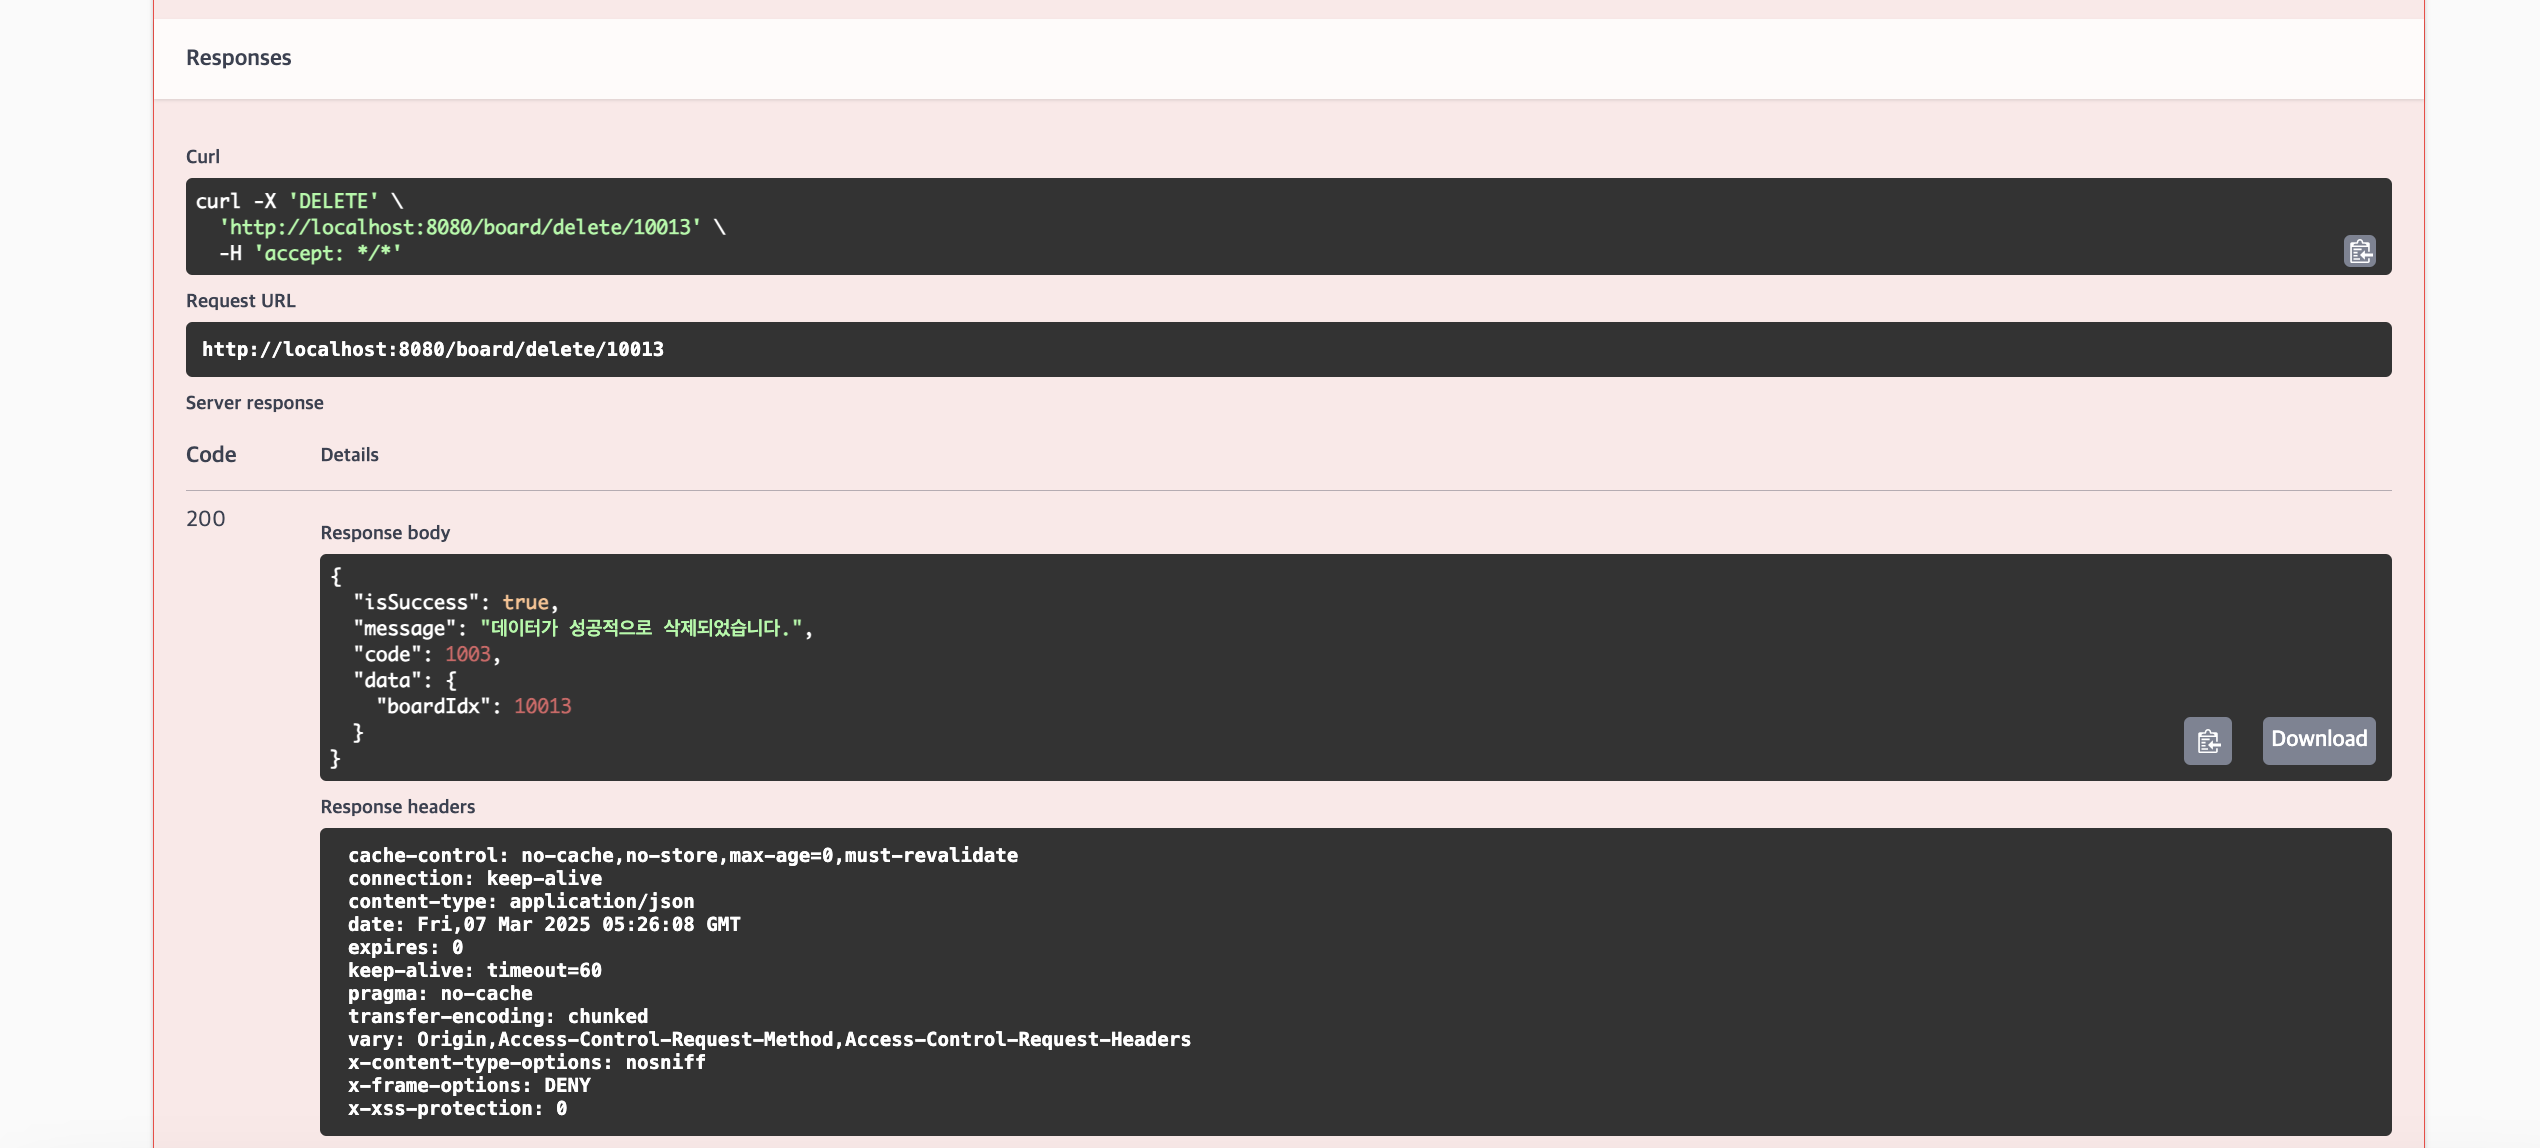 Responses
Curl
curl -X 'DELETE' \
  'http://localhost:8080/board/delete/10013' \
  -H 'accept: */*'
Request URL
http://localhost:8080/board/delete/10013
Server response
Code Details
200
Response body
{
  "isSuccess": true,
  "message": "데이터가 성공적으로 삭제되었습니다.",
  "code": 1003,
  "data": {
    "boardIdx": 10013
  }
}
Download
Response headers
cache-control: no-cache,no-store,max-age=0,must-revalidate
connection: keep-alive
content-type: application/json
date: Fri,07 Mar 2025 05:26:08 GMT
expires: 0
keep-alive: timeout=60
pragma: no-cache
transfer-encoding: chunked
vary: Origin,Access-Control-Request-Method,Access-Control-Request-Headers
x-content-type-options: nosniff
x-frame-options: DENY
x-xss-protection: 0